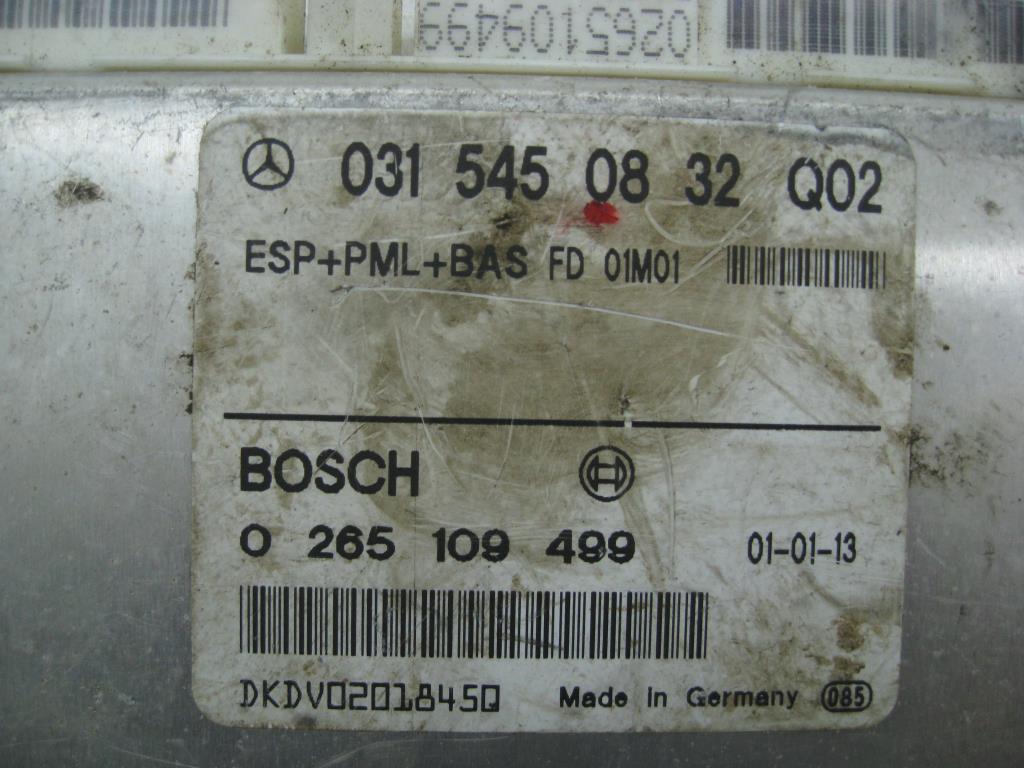 0265109499
031 545 08 32 Q02
ESP+PML+BAS FD 01M01
BOSCH
0 265 109 499 01-01-13
DKDV02018450
Made In Germany 085